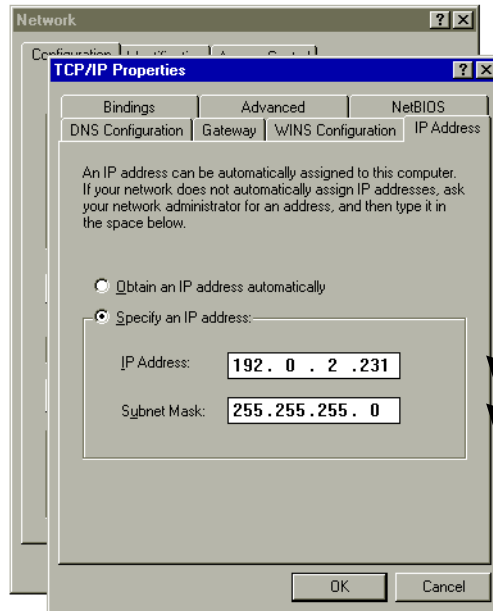 Network
Configuration
TCP/IP Properties
Bindings Advanced NetBIOS
DNS Configuration Gateway WINS Configuration IP Address
An IP address can be automatically assigned to this computer.
If your network does not automatically assign IP addresses, ask
your network administrator for an address, and then type it in
the space below.
Obtain an IP address automatically
Specify an IP address:
IP Address: 192. 0 . 2 .231
Subnet Mask: 255.255.255. 0
OK Cancel